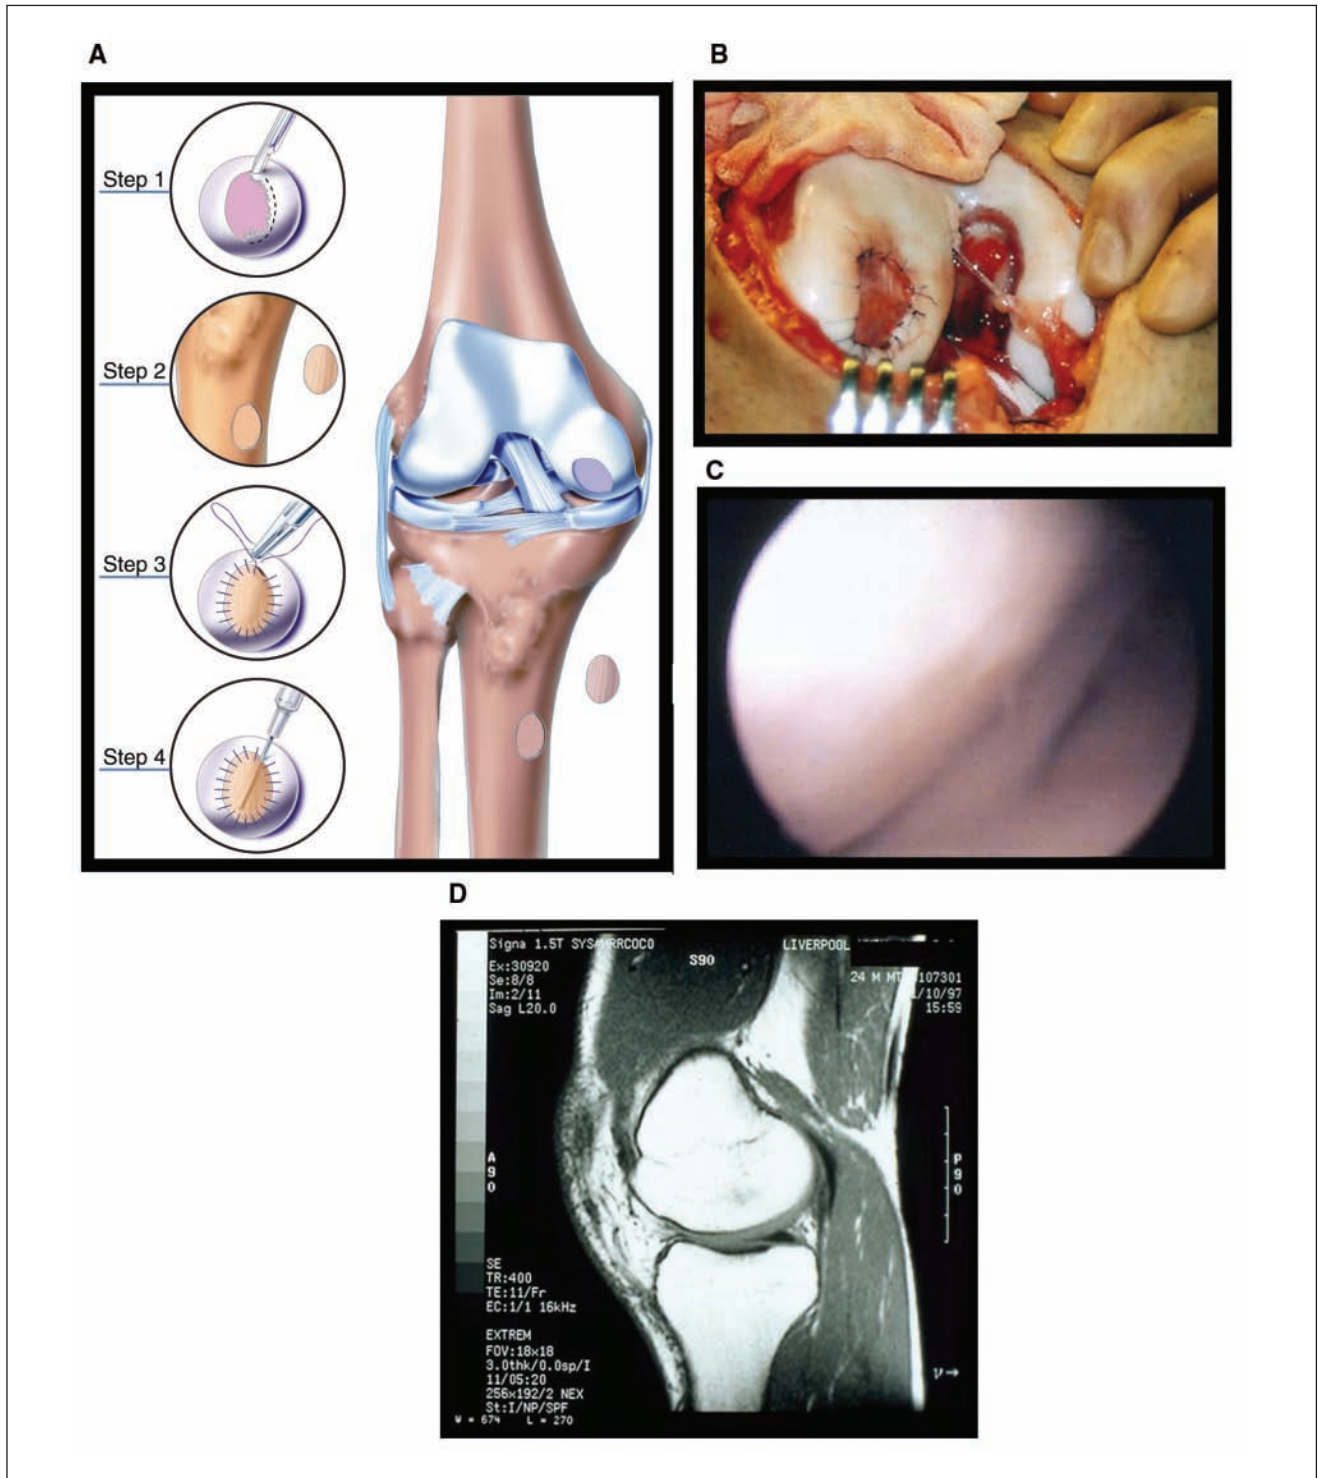 A
B
Step 1
Step 2
Step 3
Step 4
C
D
Signa 1.5T SYS
LIVERPOOL
S90
Ex:30920
Se:8/8
Im:2/11
Sag L20.0
24 M MT 107301
/10/97
15:59
A
9
0
P
9
0
SE
TR:400
TE:11/Fr
EC:1/1 16kHz
EXTREM
FOV:18x18
3.0thk/0.0sp/I
11/05:20
256x192/2 NEX
St:I/NP/SPF
W = 674 L = 270